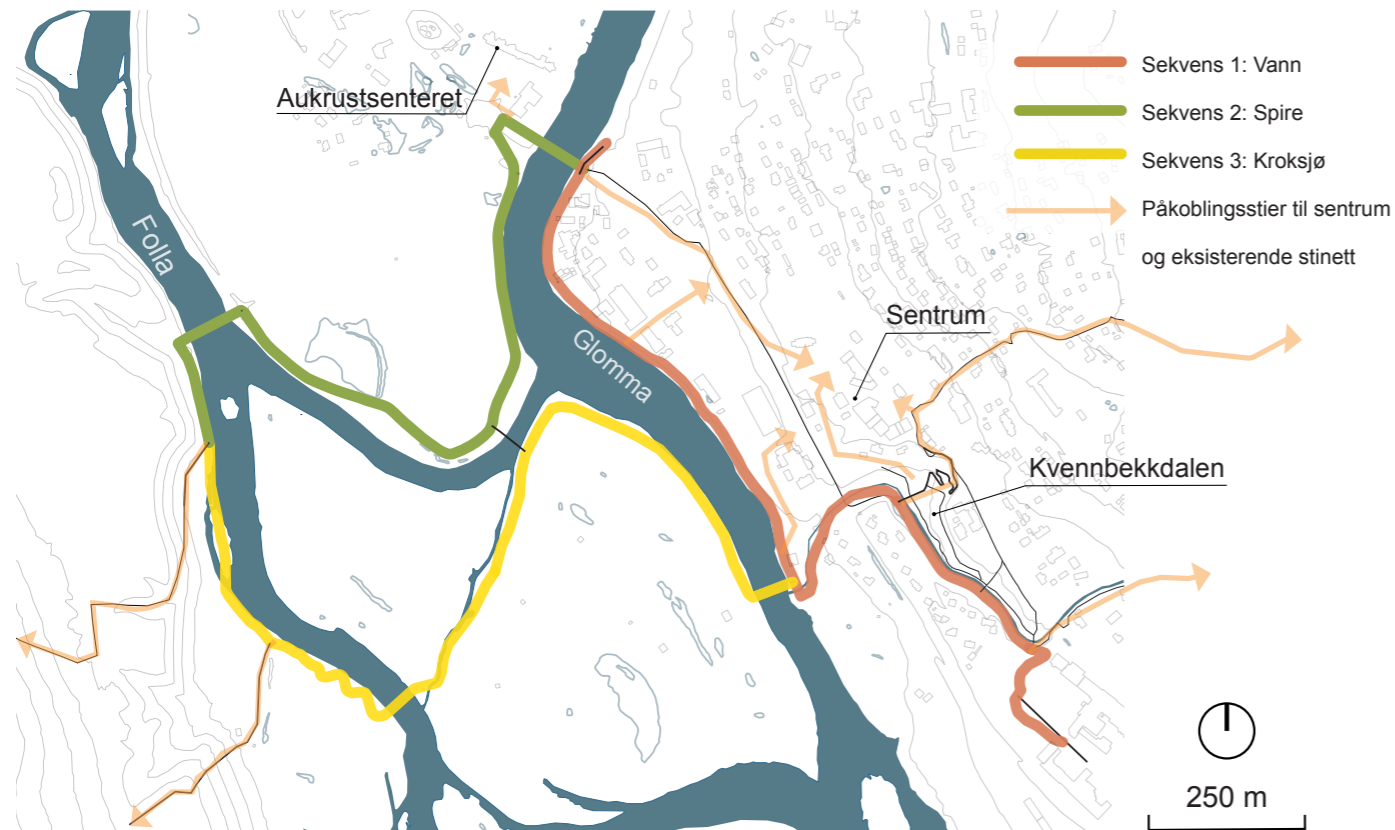 Aukrustsenteret
Sekvens 1: Vann
Sekvens 2: Spire
Sekvens 3: Kroksjø
Påkoblingsstier til sentrum
og eksisterende stinett
Folla
Glomma
Sentrum
Kvennbekkdalen
250 m